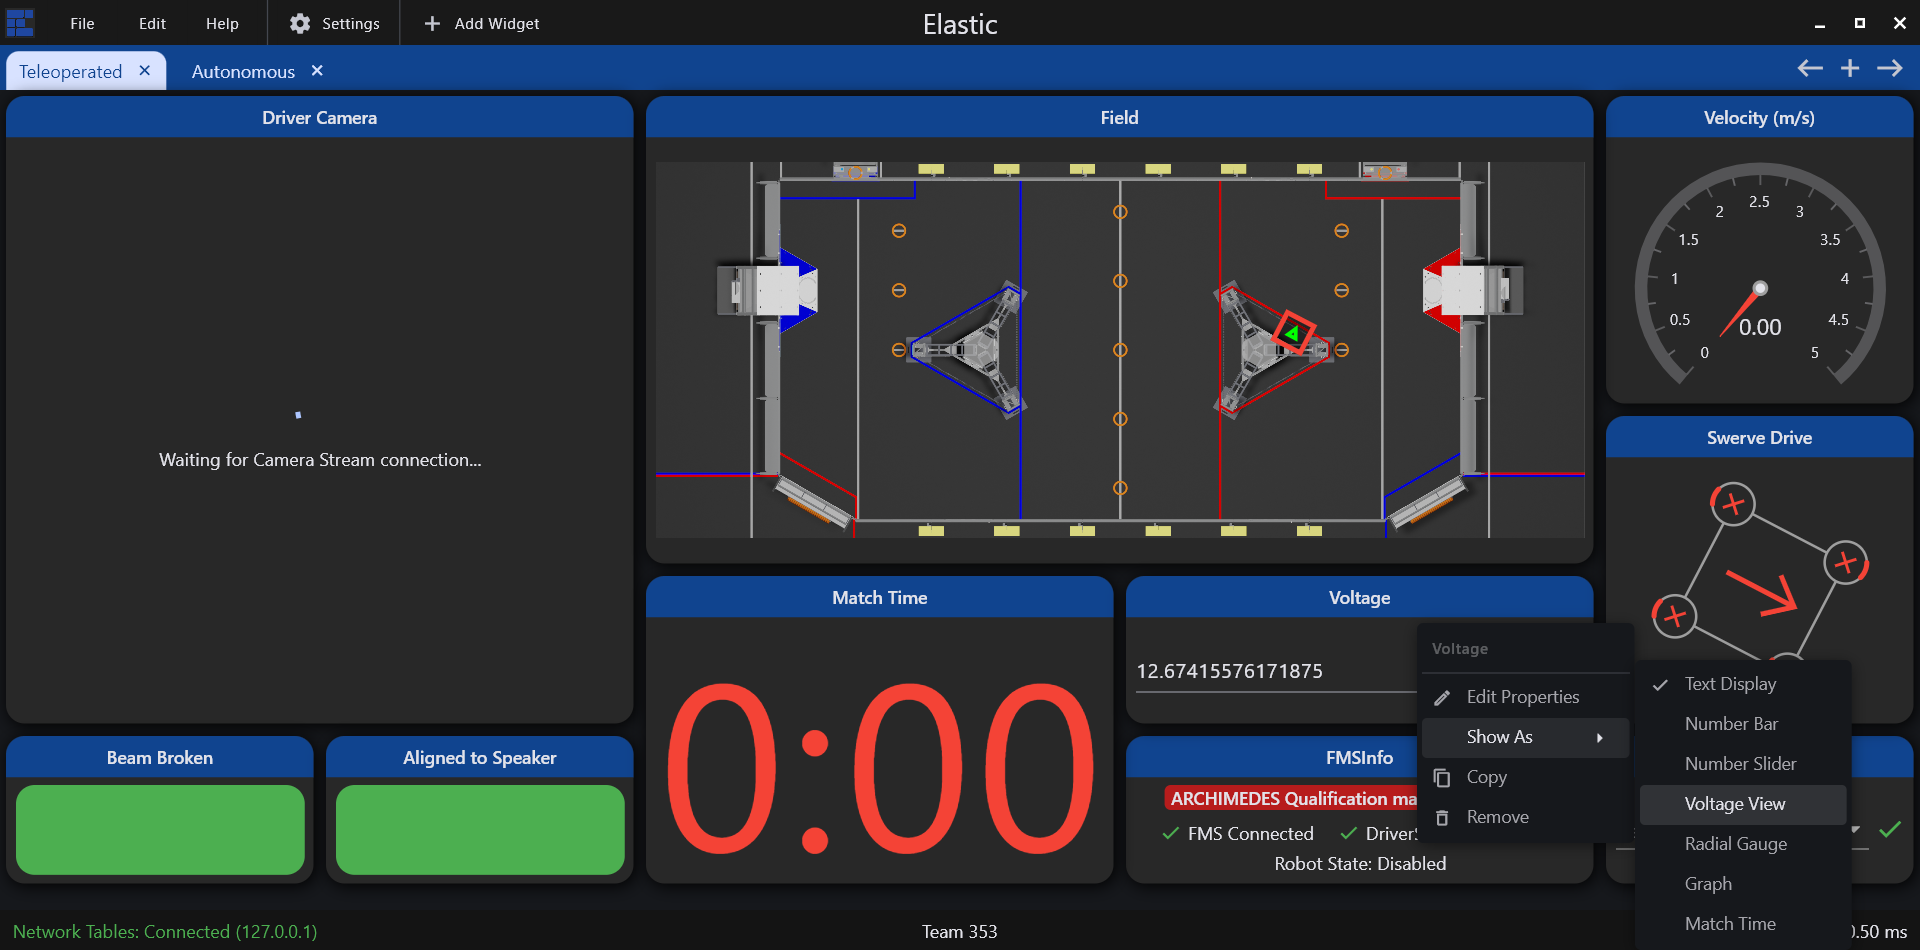 File Edit Help Settings Add Widget Elastic
Teleoperated Autonomous
Driver Camera
Waiting for Camera Stream connection...
Field
Velocity (m/s)
0 0.5 1 1.5 2 2.5 3 3.5 4 4.5 5
0.00
Swerve Drive
Beam Broken
Aligned to Speaker
Match Time
0:00
Voltage
12.67415576171875
FMSInfo
ARCHIMEDES Qualification
FMS Connected
Robot State: Disabled
Voltage
Edit Properties
Show As
Copy
Remove
Text Display
Number Bar
Number Slider
Voltage View
Radial Gauge
Graph
Match Time
Network Tables: Connected (127.0.0.1)
Team 353
0.50 ms